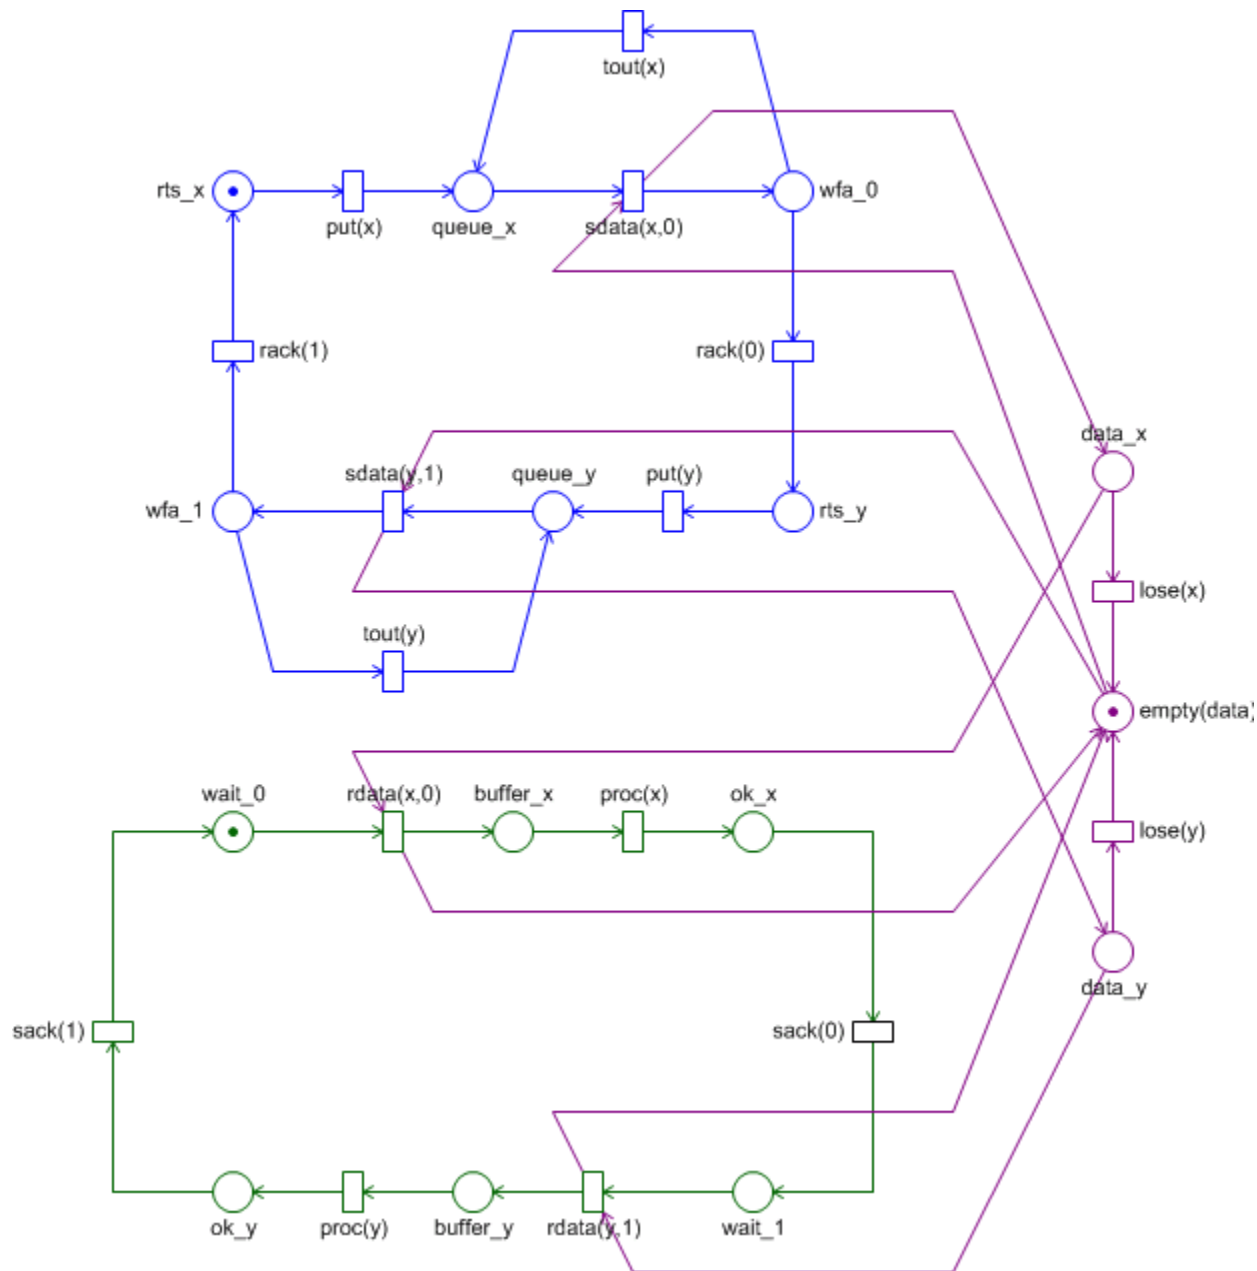 tout(x)
rts_x
put(x)
queue_x
sdata(x,0)
wfa_0
rack(1)
rack(0)
data_x
sdata(y,1)
queue_y
put(y)
wfa_1
rts_y
lose(x)
tout(y)
empty(data)
wait_0
rdata(x,0)
buffer_x
proc(x)
ok_x
lose(y)
data_y
sack(1)
sack(0)
ok_y
proc(y)
buffer_y
rdata(y,1)
wait_1